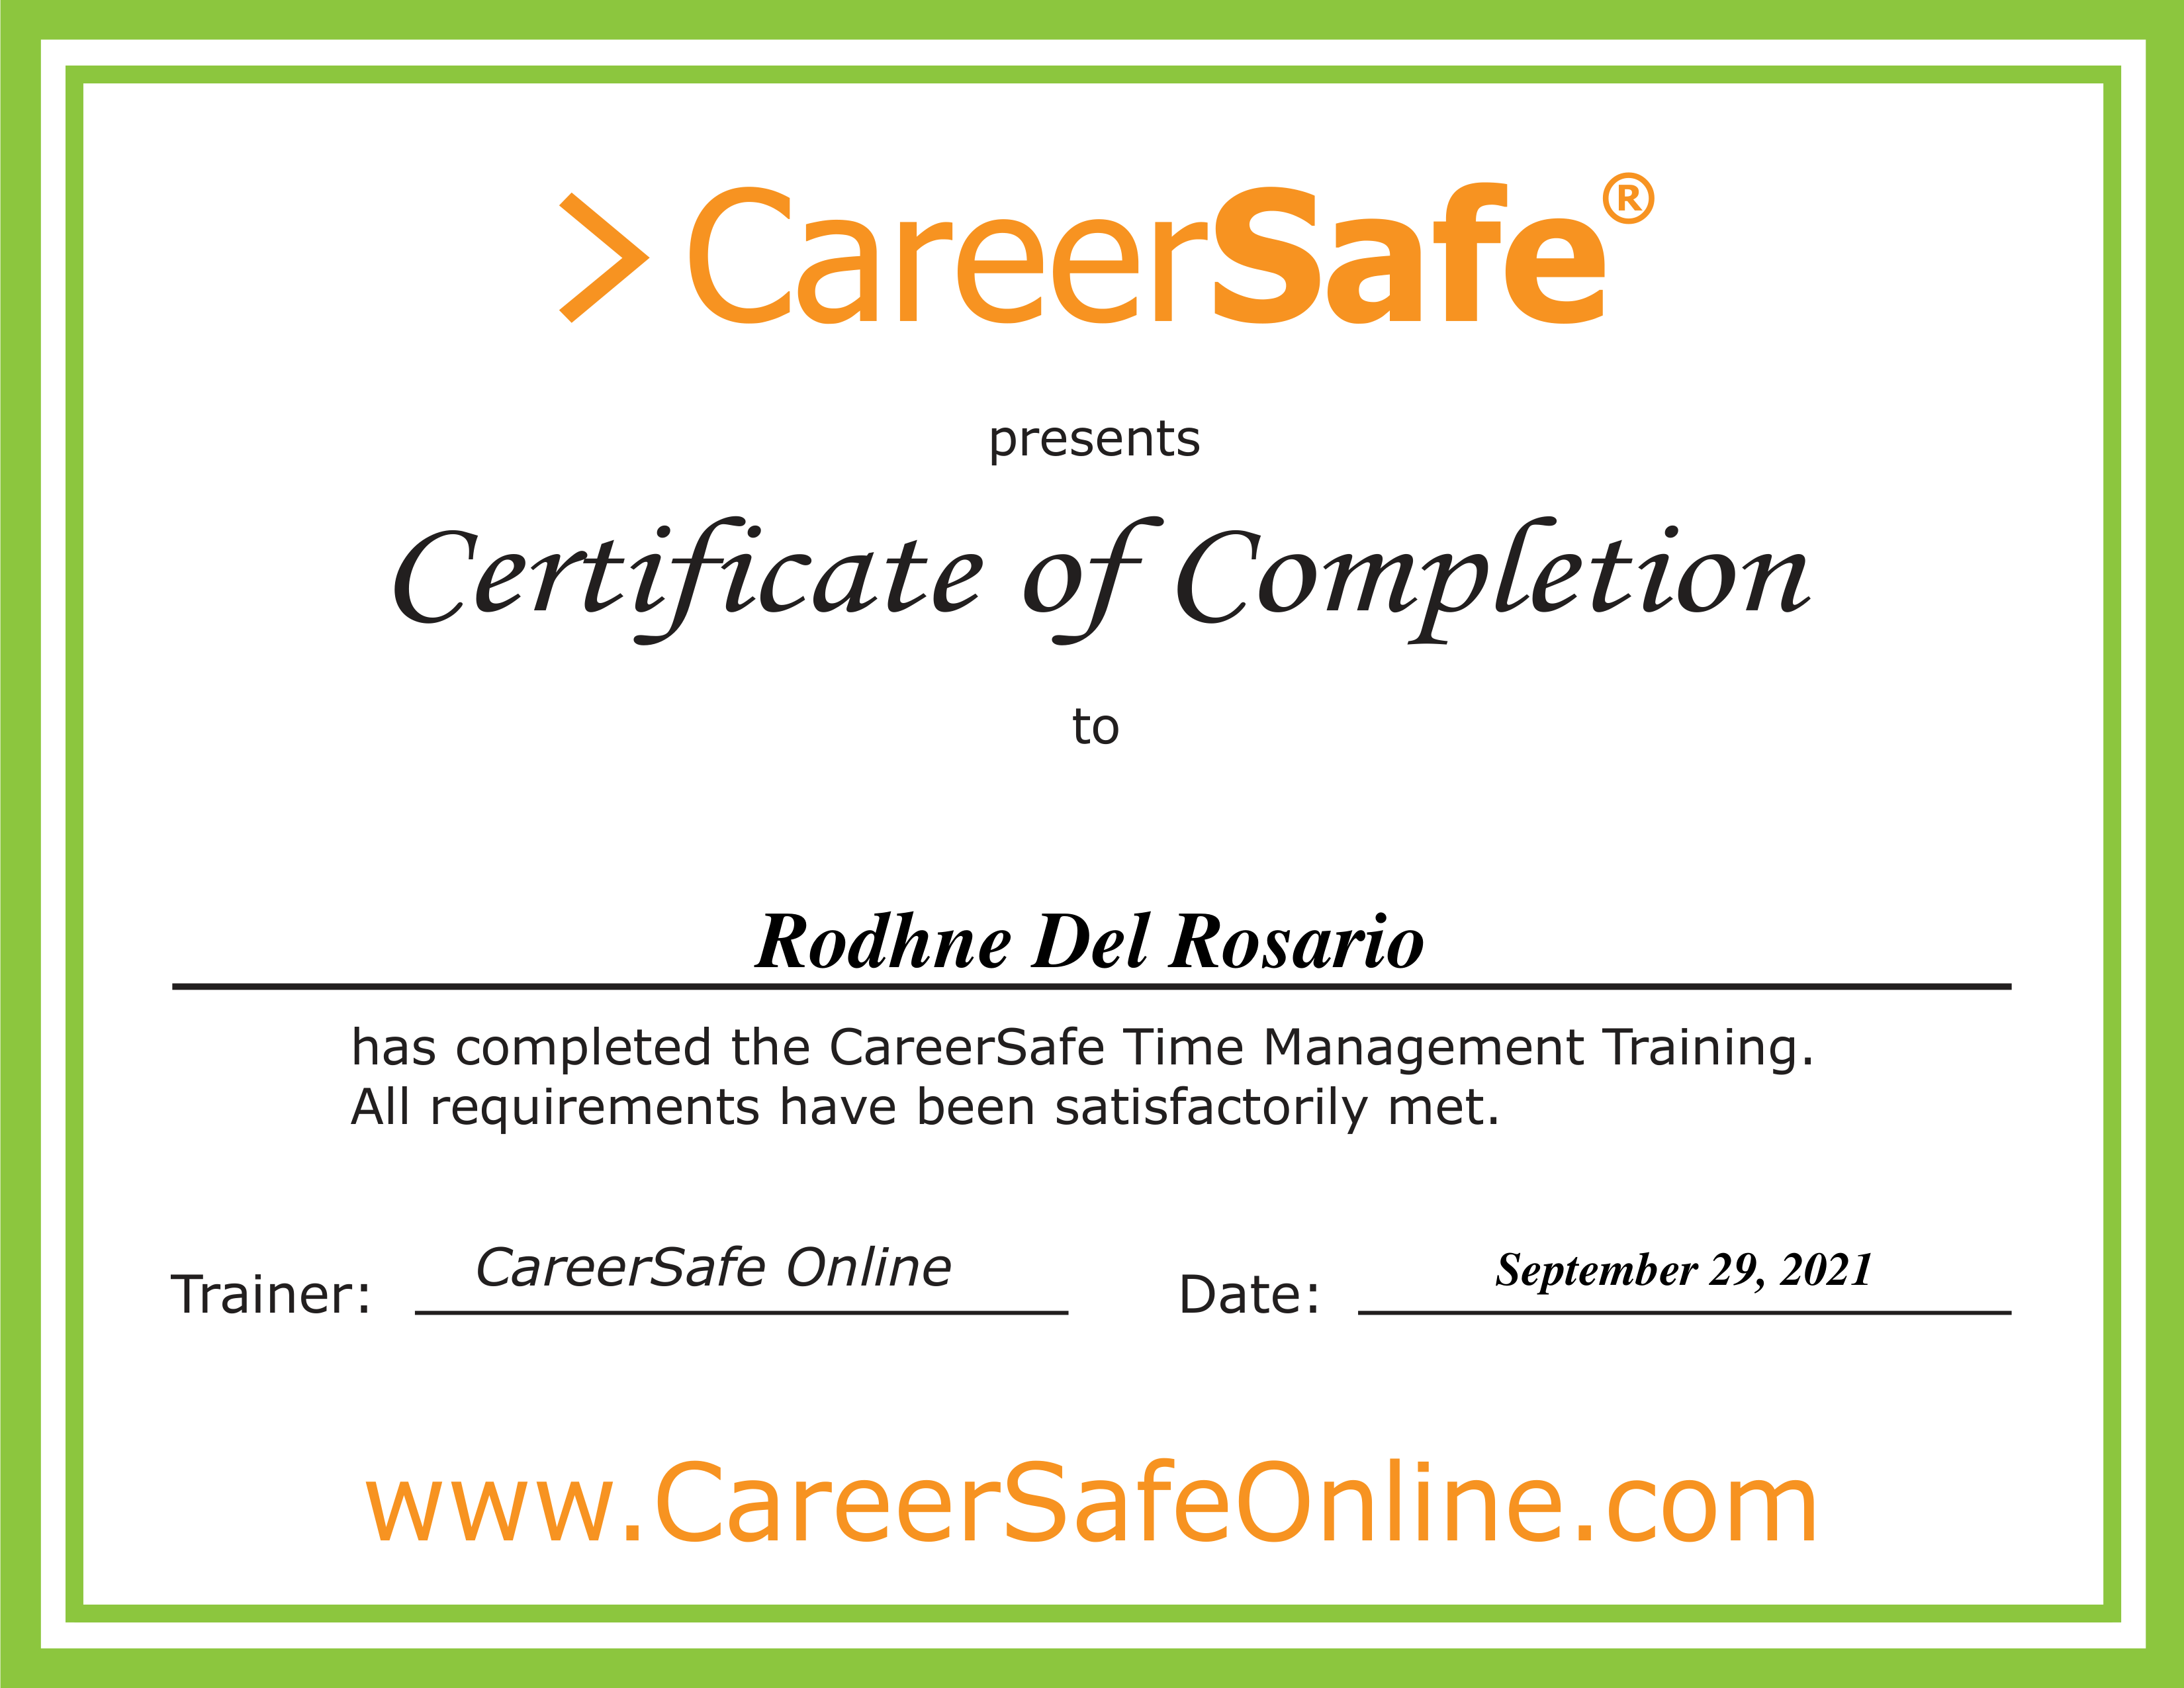 > CareerSafe®
presents
Certificate of Completion
to
Rodhne Del Rosario
has completed the CareerSafe Time Management Training.
All requirements have been satisfactorily met.
Trainer: CareerSafe Online Date: September 29, 2021
www.CareerSafeOnline.com